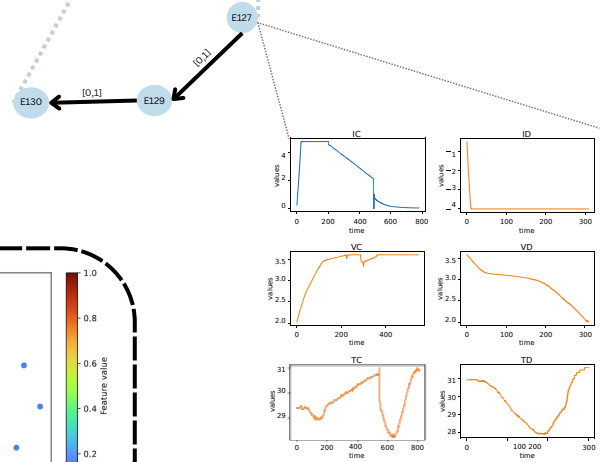 E127
[0,1]
E130
[0,1]
E129
IC
values
4
2
0
0 200 400 600 800
time
ID
values
−1
−2
−3
−4
0 100 200 300
time
VC
values
3.5
3.0
2.5
2.0
0 200 400
time
VD
values
3.5
3.0
2.5
2.0
0 100 200 300
time
TC
values
31
30
29
0 200 400 600 800
time
TD
values
31
30
29
28
0 100 200 300
time
1.0
0.8
0.6
0.4
0.2
Feature value